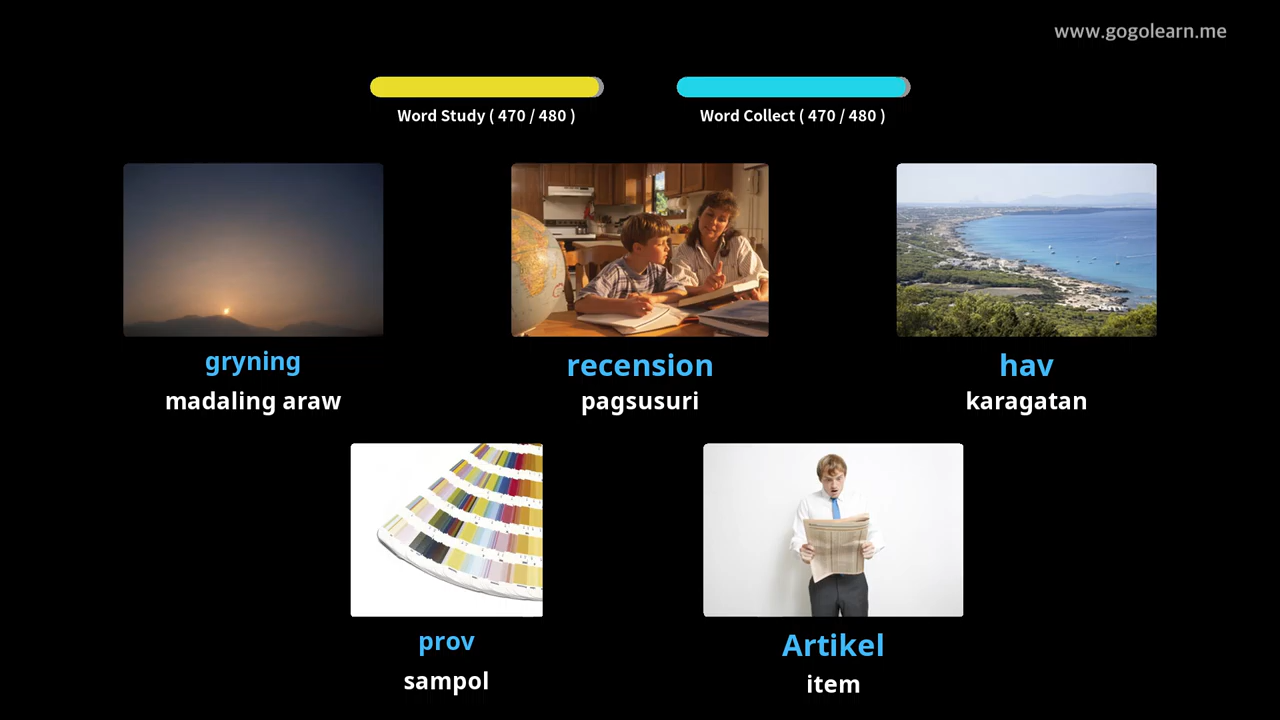 www.gogolearn.me
Word Study ( 470 / 480 )
Word Collect ( 470 / 480 )
gryning
madaling araw
recension
pagsusuri
hav
karagatan
prov
sampol
Artikel
item